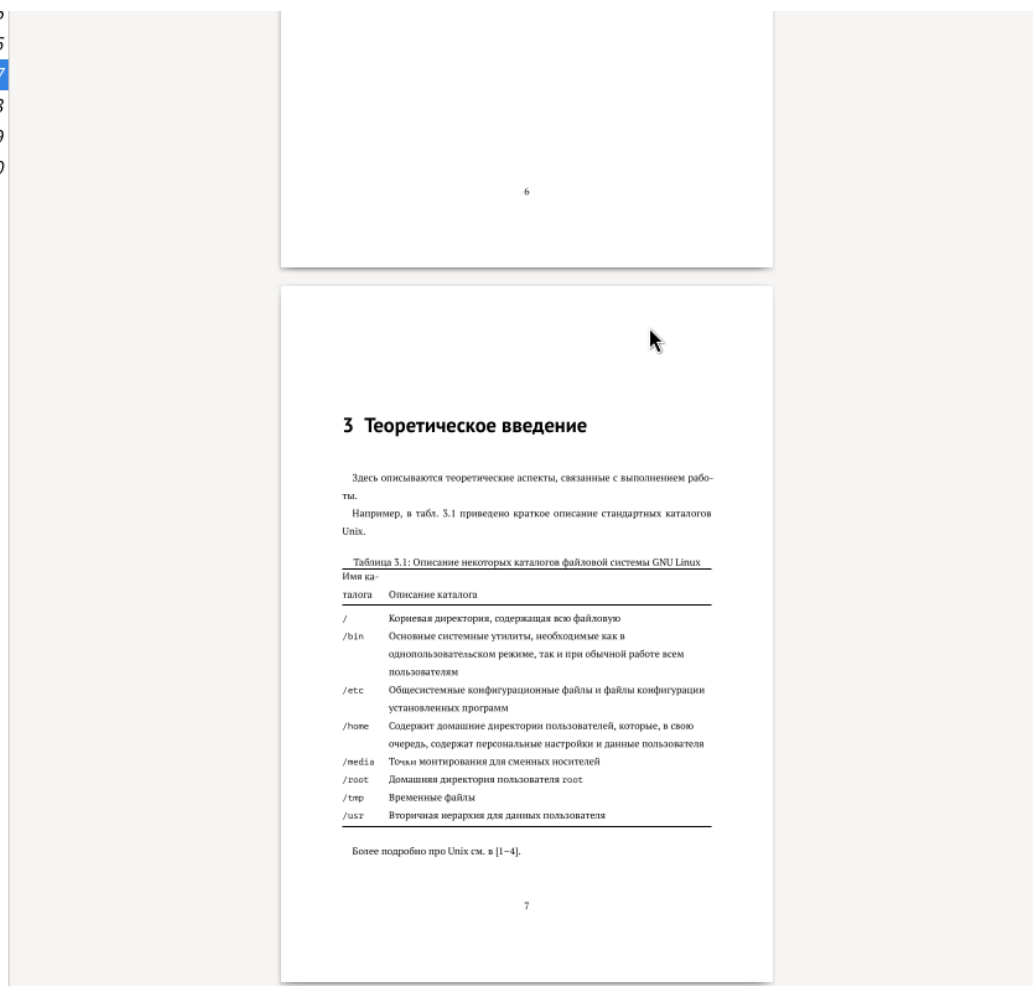 5
7
8
9
0
6
3 Теоретическое введение
Здесь описываются теоретические аспекты, связанные с выполнением рабо-
ты.
Например, в табл. 3.1 приведено краткое описание стандартных каталогов
Unix.
Таблица 3.1: Описание некоторых каталогов файловой системы GNU Linux
Имя ка-
талога Описание каталога
/ Корневая директория, содержащая всю файловую
/bin Основные системные утилиты, необходимые как в
однопользовательском режиме, так и при обычной работе всем
пользователям
/etc Общесистемные конфигурационные файлы и файлы конфигурации
установленных программ
/home Содержит домашние директории пользователей, которые, в свою
очередь, содержат персональные настройки и данные пользователя
/media Точки монтирования для сменных носителей
/root Домашняя директория пользователя root
/tmp Временные файлы
/usr Вторичная иерархия для данных пользователя
Более подробно про Unix см. в [1–4].
7